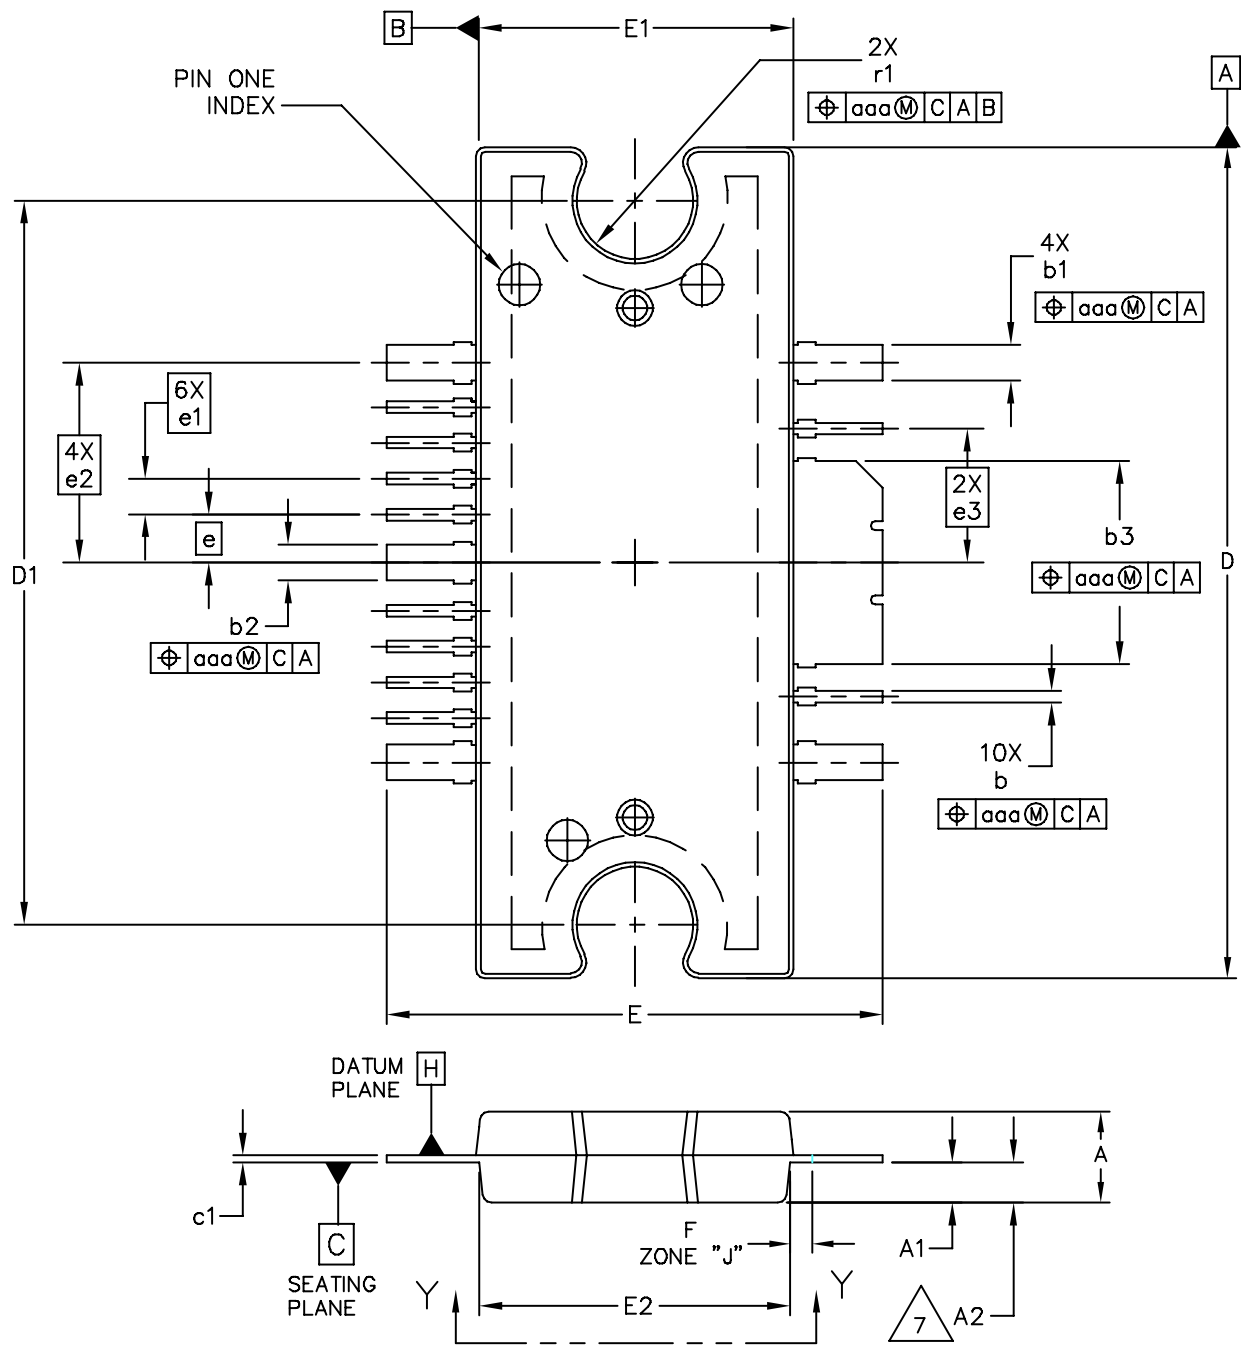 B
E1
2X
r1
⌖ aaa Ⓜ C A B
A
PIN ONE
INDEX
4X
b1
⌖ aaa Ⓜ C A
6X
e1
4X
e2
2X
e3
e
b3
⌖ aaa Ⓜ C A
D1
D
b2
⌖ aaa Ⓜ C A
10X
b
⌖ aaa Ⓜ C A
E
DATUM
PLANE
H
A
c1
C
SEATING
PLANE
F
ZONE "J"
A1
Y
Y
E2
7
A2